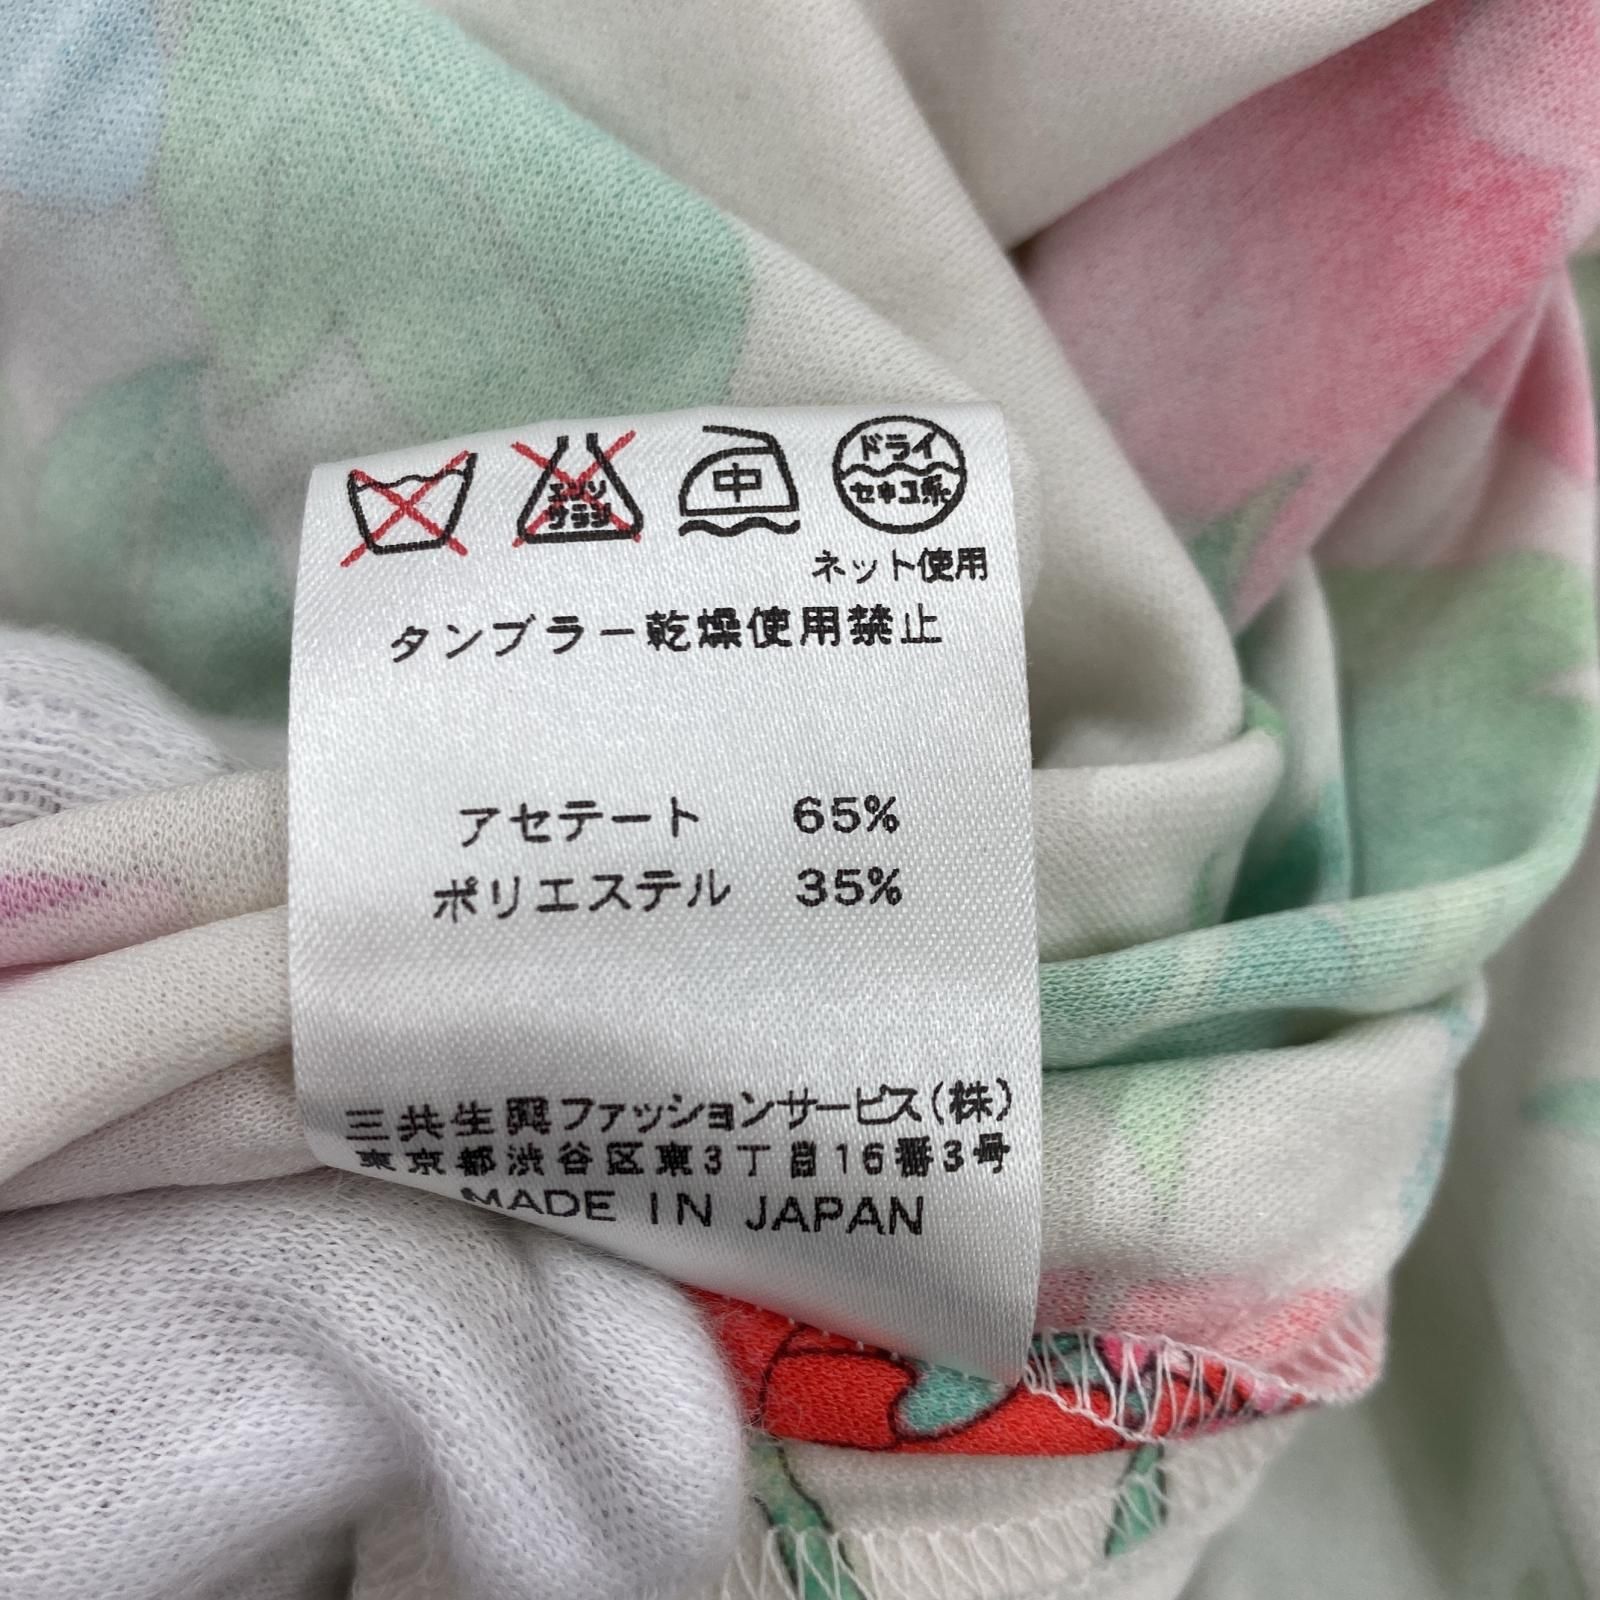 エンソ
サラシ
中
ドライ
セキユ系
ネット使用
タンブラー乾燥使用禁止
アセテート 65%
ポリエステル 35%
三共生興ファッションサービス(株)
東京都渋谷区東3丁目16番3号
MADE IN JAPAN